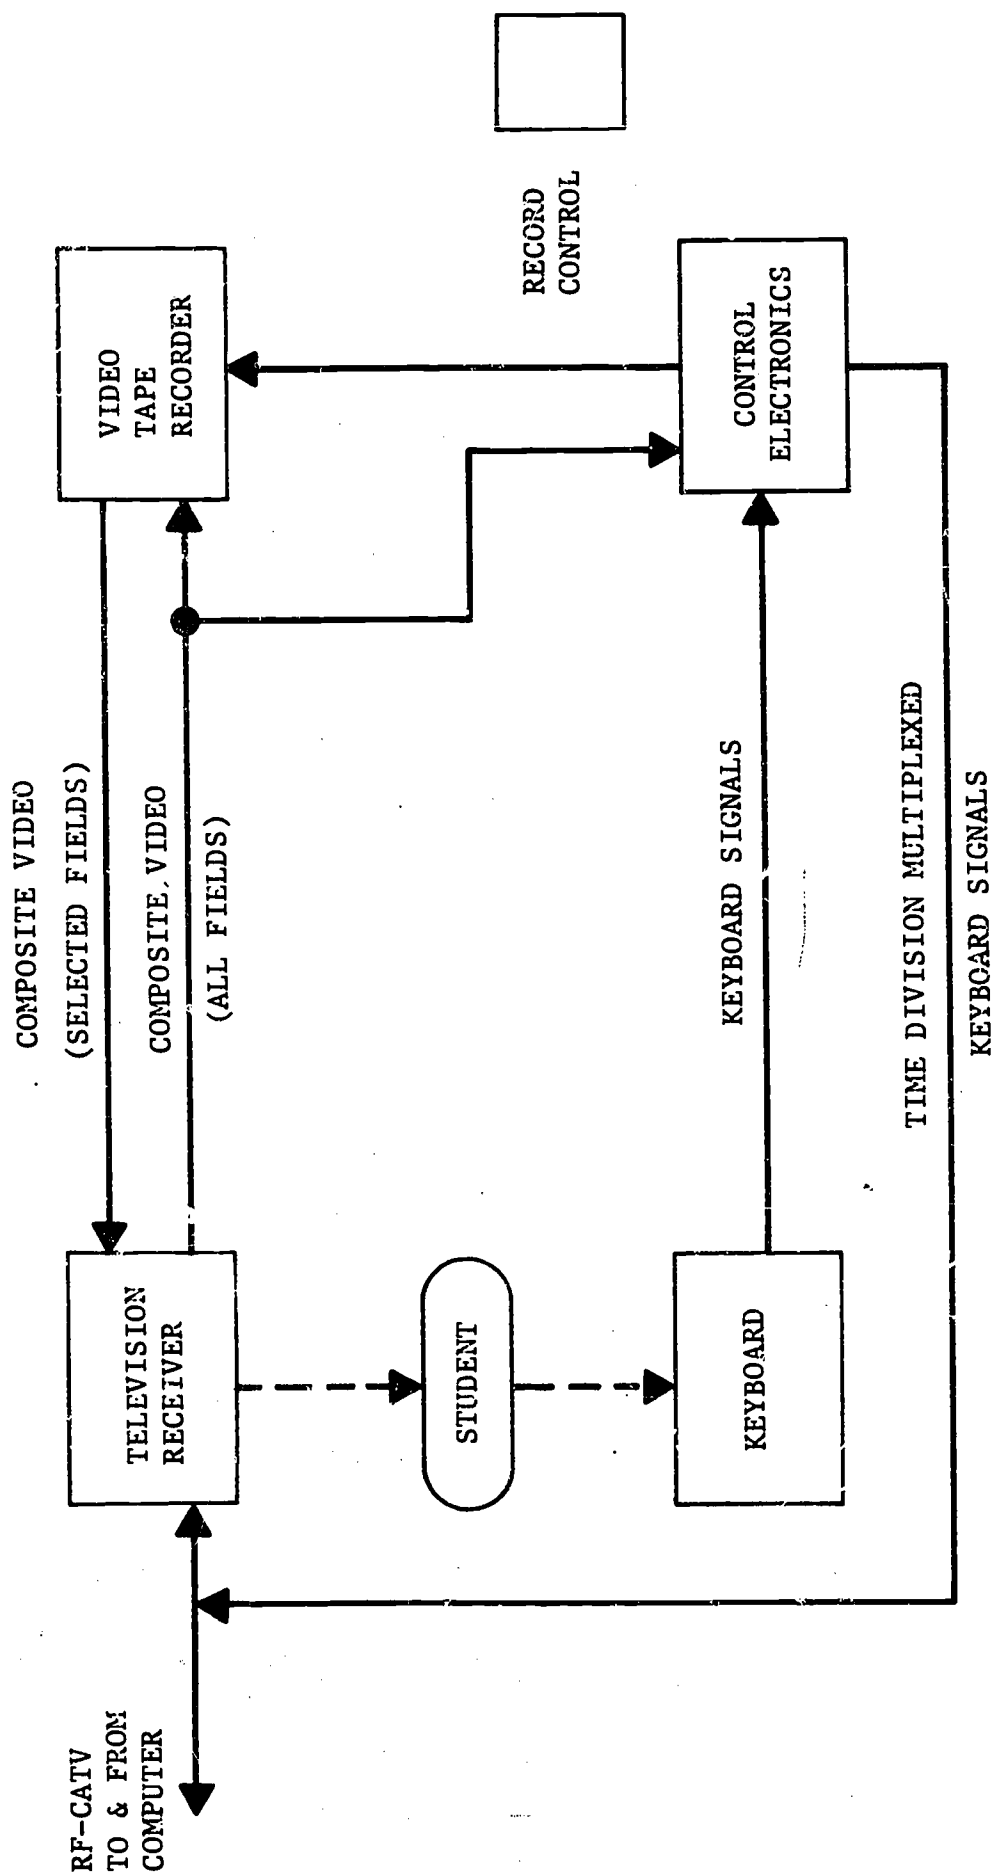 RF-CATV
TO & FROM
COMPUTER
TELEVISION
RECEIVER
COMPOSITE VIDEO
(SELECTED FIELDS)
COMPOSITE VIDEO
(ALL FIELDS)
VIDEO
TAPE
RECORDER
STUDENT
RECORD
CONTROL
KEYBOARD
KEYBOARD SIGNALS
CONTROL
ELECTRONICS
TIME DIVISION MULTIPLEXED
KEYBOARD SIGNALS